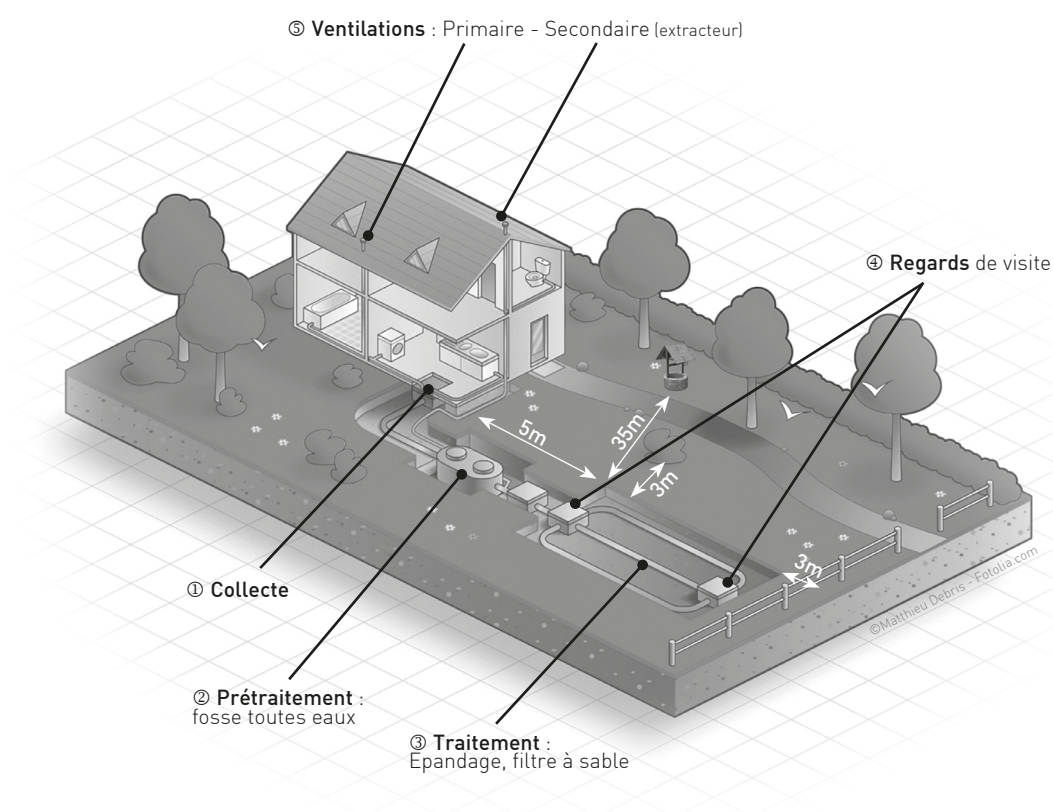 ⑤ Ventilations : Primaire - Secondaire (extracteur)
④ Regards de visite
5m
35m
3m
3m
©Matthieu Debris - Fotolia.com
① Collecte
② Prétraitement :
fosse toutes eaux
③ Traitement :
Epandage, filtre à sable